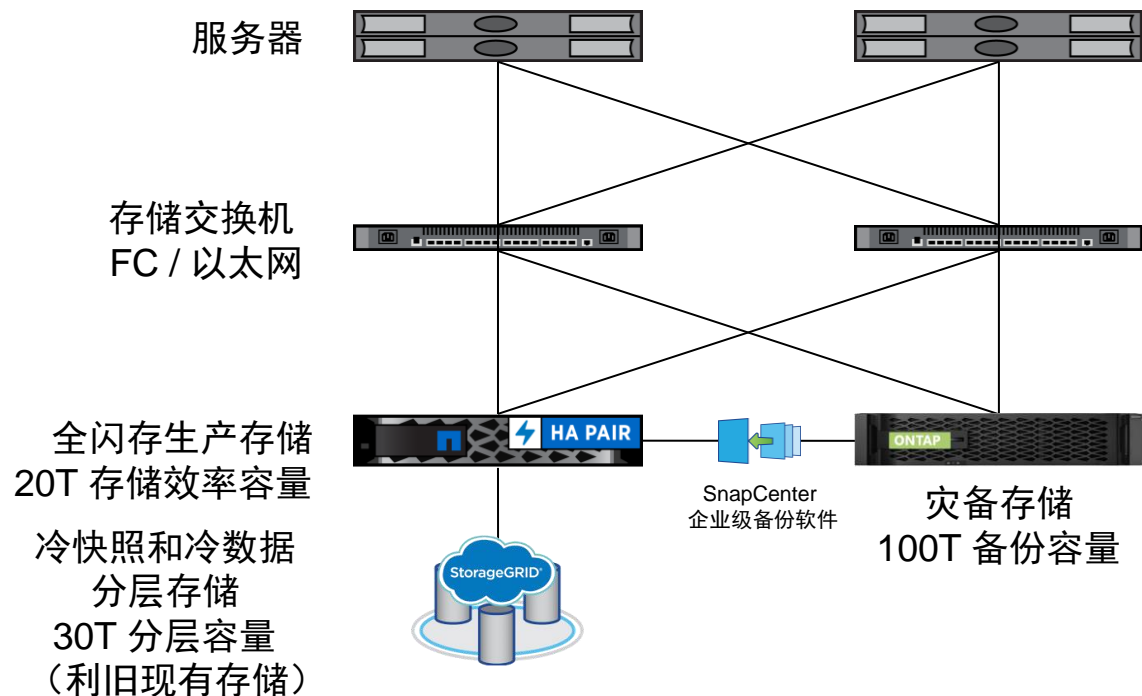 服务器
存储交换机
FC / 以太网
全闪存生产存储
20T 存储效率容量
HA PAIR
ONTAP
SnapCenter
企业级备份软件
灾备存储
100T 备份容量
冷快照和冷数据
分层存储
30T 分层容量
（利旧现有存储）
StorageGRID®